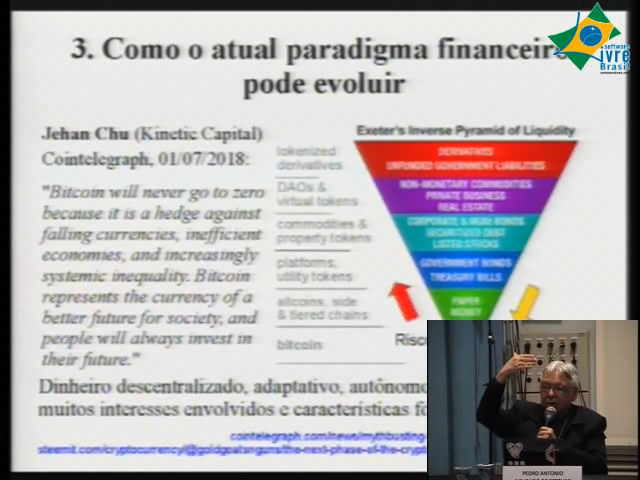 3. Como o atual paradigma financeir
pode evoluir
software
ivre
Brasil
Jehan Chu (Kinetic Capital)
Cointelegraph, 01/07/2018:
"Bitcoin will never go to zero
because it is a hedge against
falling currencies, inefficient
economies, and increasingly
systemic inequality. Bitcoin
represents the currency of a
better future for society, and
people will always invest in
their future."
Exeter's Inverse Pyramid of Liquidity
tokenized
derivatives
DAOs &
virtual tokens
commodities &
property tokens
platforms,
utility tokens
altcoins, side
& tiered chains
bitcoin
DERIVATIVES
UNFUNDED GOVERNMENT LIABILITIES
NON-MONETARY COMMODITIES
PRIVATE BUSINESS
REAL ESTATE
CORPORATE & MUNI BONDS
SECURITIZED DEBT
LISTED STOCKS
GOVERNMENT BONDS
TREASURY BILLS
PAPER
MONEY
Risc
Dinheiro descentralizado, adaptativo, autônomo
muitos interesses envolvidos e características fo
cointelegraph.com/news/mythbusting-
steemit.com/cryptocurrency/@goldgoatsnguns/the-next-phase-of-the-crypt
PEDRO ANTONIO